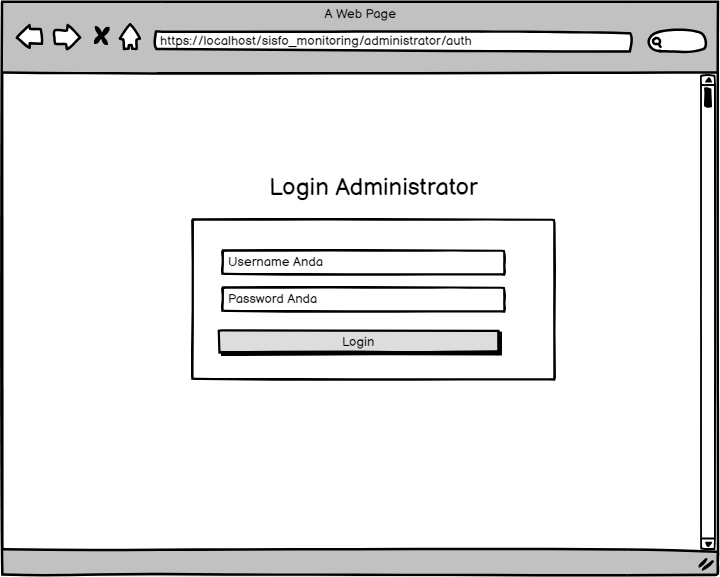 A Web Page
https://localhost/sisfo_monitoring/administrator/auth
Login Administrator
Username Anda
Password Anda
Login